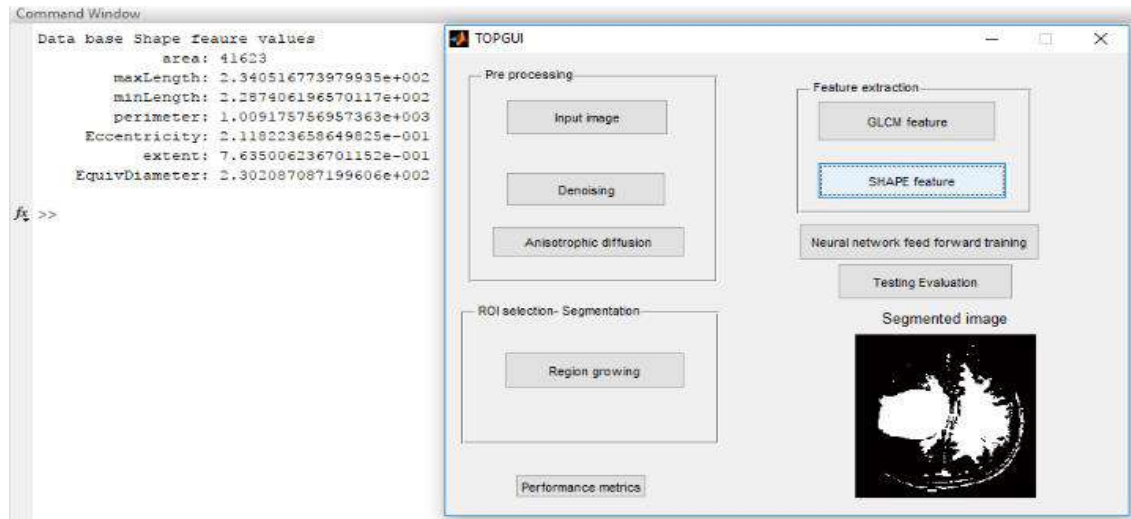 Command Window
Data base Shape feaure values
area: 41623
maxLength: 2.340516773979935e+002
minLength: 2.287406196570117e+002
perimeter: 1.009175756957363e+003
Eccentricity: 2.118223658649825e-001
extent: 7.635006236701152e-001
EquivDiameter: 2.302087087199606e+002
fx >>
TOPGUI
Pre processing
Input image
Denoising
Anisotrophic diffusion
ROI selection- Segmentation
Region growing
Performance metrics
Feature extraction
GLCM feature
SHAPE feature
Neural network feed forward training
Testing Evaluation
Segmented image